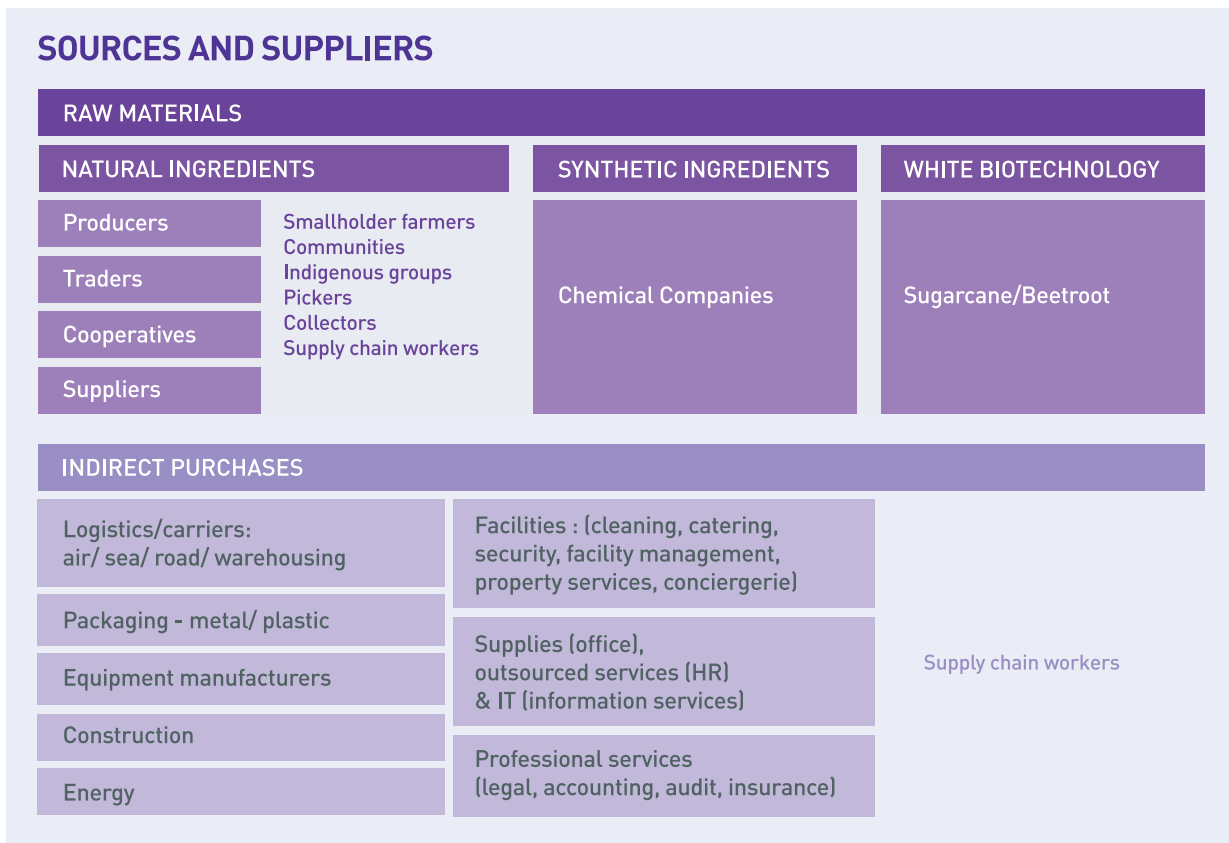 SOURCES AND SUPPLIERS
RAW MATERIALS
NATURAL INGREDIENTS
Producers
Traders
Cooperatives
Suppliers
Smallholder farmers
Communities
Indigenous groups
Pickers
Collectors
Supply chain workers
SYNTHETIC INGREDIENTS
Chemical Companies
WHITE BIOTECHNOLOGY
Sugarcane/Beetroot
INDIRECT PURCHASES
Logistics/carriers:
air/ sea/ road/ warehousing
Packaging - metal/ plastic
Equipment manufacturers
Construction
Energy
Facilities : (cleaning, catering,
security, facility management,
property services, conciergerie)
Supplies (office),
outsourced services (HR)
& IT (information services)
Professional services
(legal, accounting, audit, insurance)
Supply chain workers